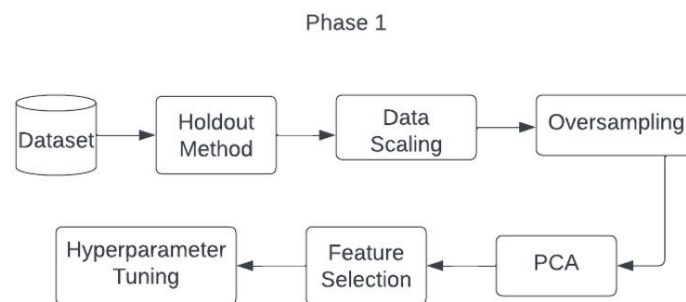 Phase 1
Dataset
Holdout
Method
Data
Scaling
Oversampling
PCA
Feature
Selection
Hyperparameter
Tuning